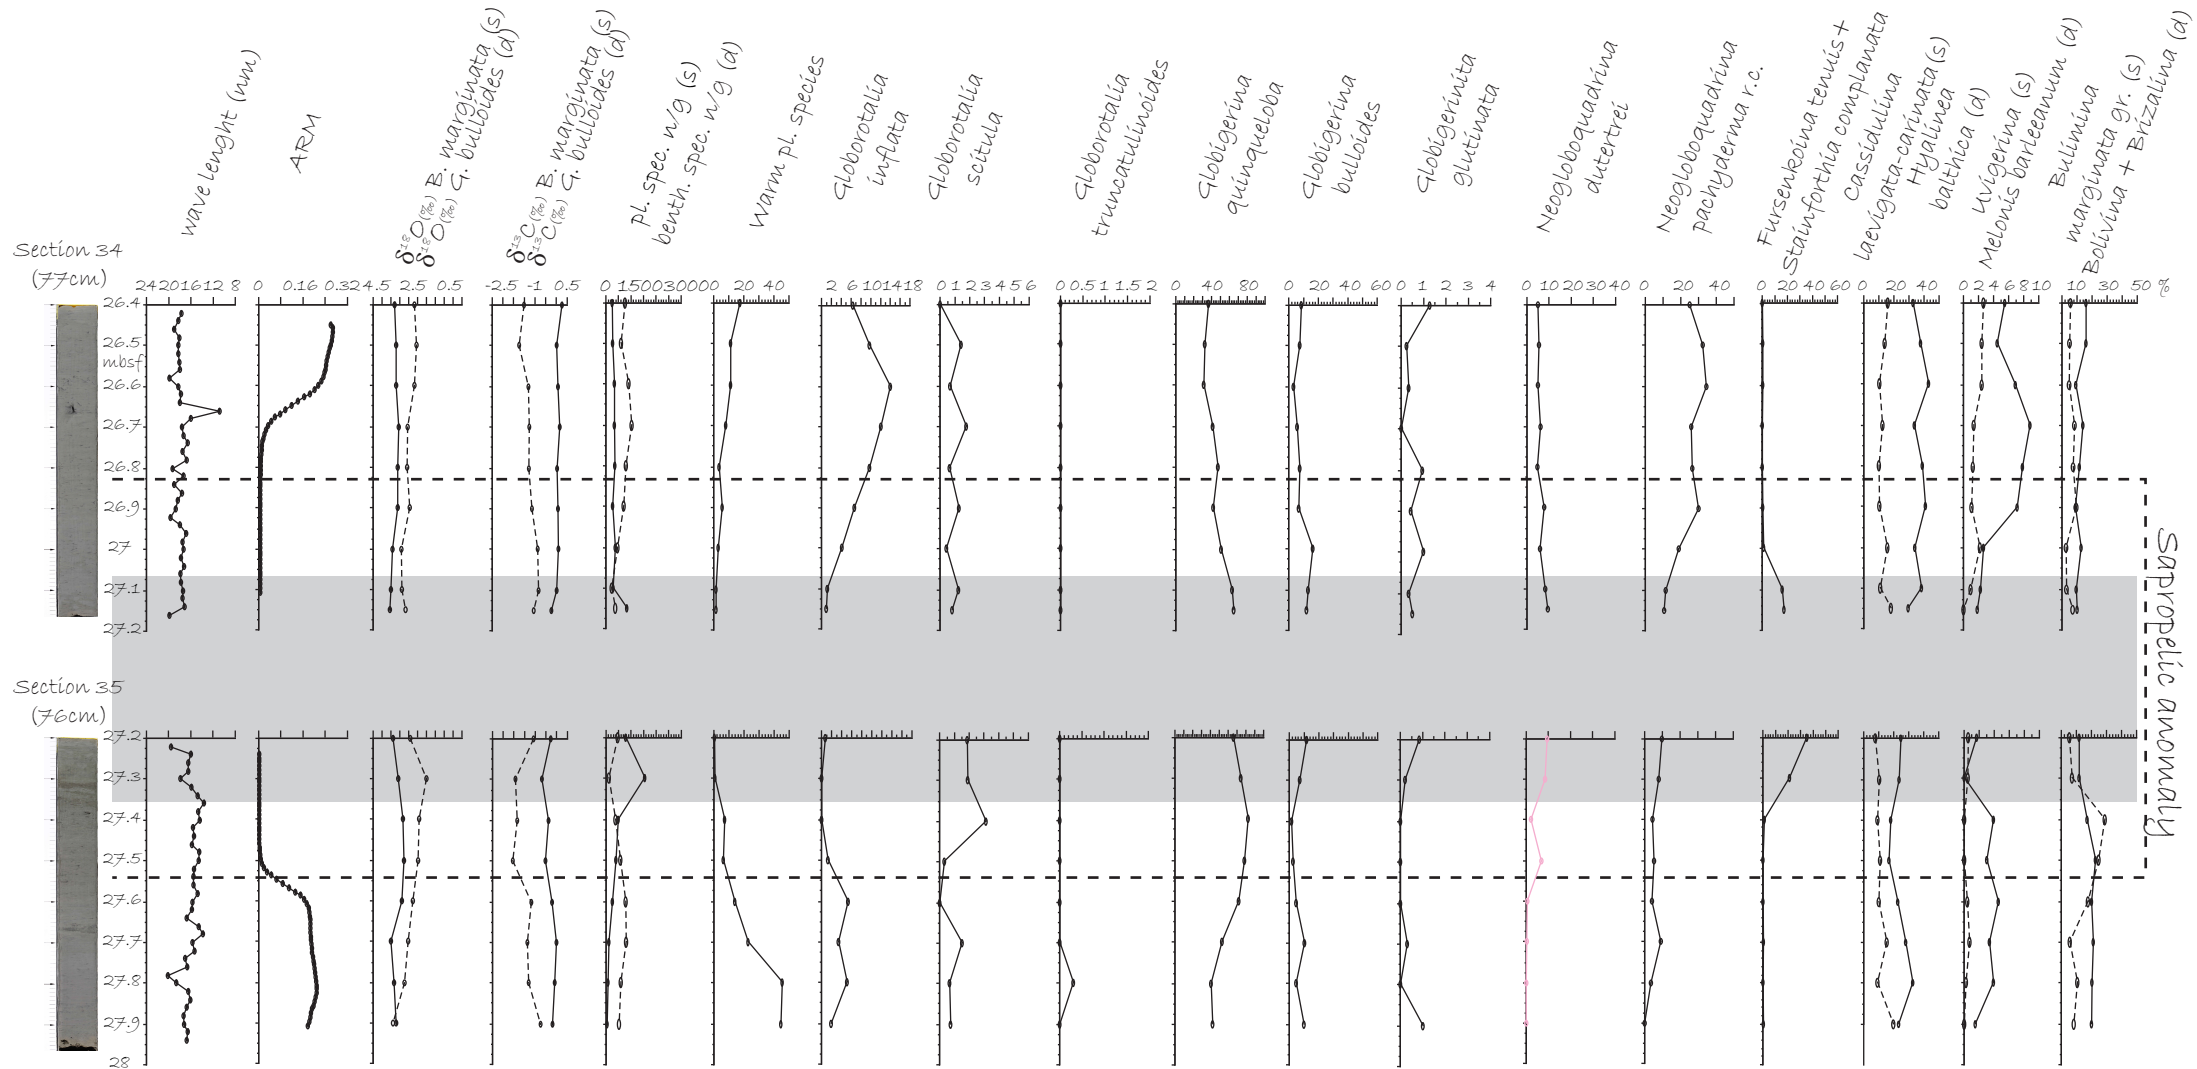 wave lenght (nm)
ARM
δ18O(‰) B. marginata (s)
δ18O(‰) G. bulloides (d)
δ13C(‰) B. marginata (s)
δ13C(‰) G. bulloides (d)
pl. spec. n/g (s)
benth. spec. n/g (d)
Warm pl. species
Globorotalia
inflata
Globorotalia
scitula
Globorotalia
truncatulinoides
Globigerina
quinqueloba
Globigerina
bulloides
Globigerinita
glutinata
Neogloboquadrina
dutertrei
Neogloboquadrina
pachyderma r.c.
Fursenkoina tenuis+
Stainforthia complanata
Cassidulina
laevigata-carinata(s)
Hyalinea
balthica (d)
Uvigerina (s)
Melonis barleeanum (d)
Bulimina
marginata gr. (s)
Bolivina + Brizalina (d)
Section 34
(77cm)
24 20 16 12 8
0 0.16 0.32
4.5 2.5 0.5
-2.5 -1 0.5
0 1500 3000
0 20 40
2 6 10 14 18
0 1 2 3 4 5 6
0 0.5 1 1.5 2
0 40 80
0 20 40 60
0 1 2 3 4
0 10 20 30 40
0 20 40
0 20 40 60
0 20 40
0 2 4 6 8 10
10 30 50 %
26.4
26.5
mbsf
26.6
26.7
26.8
26.9
27
27.1
27.2
Section 35
(76cm)
27.2
27.3
27.4
27.5
27.6
27.7
27.8
27.9
28
Sapropelic anomaly